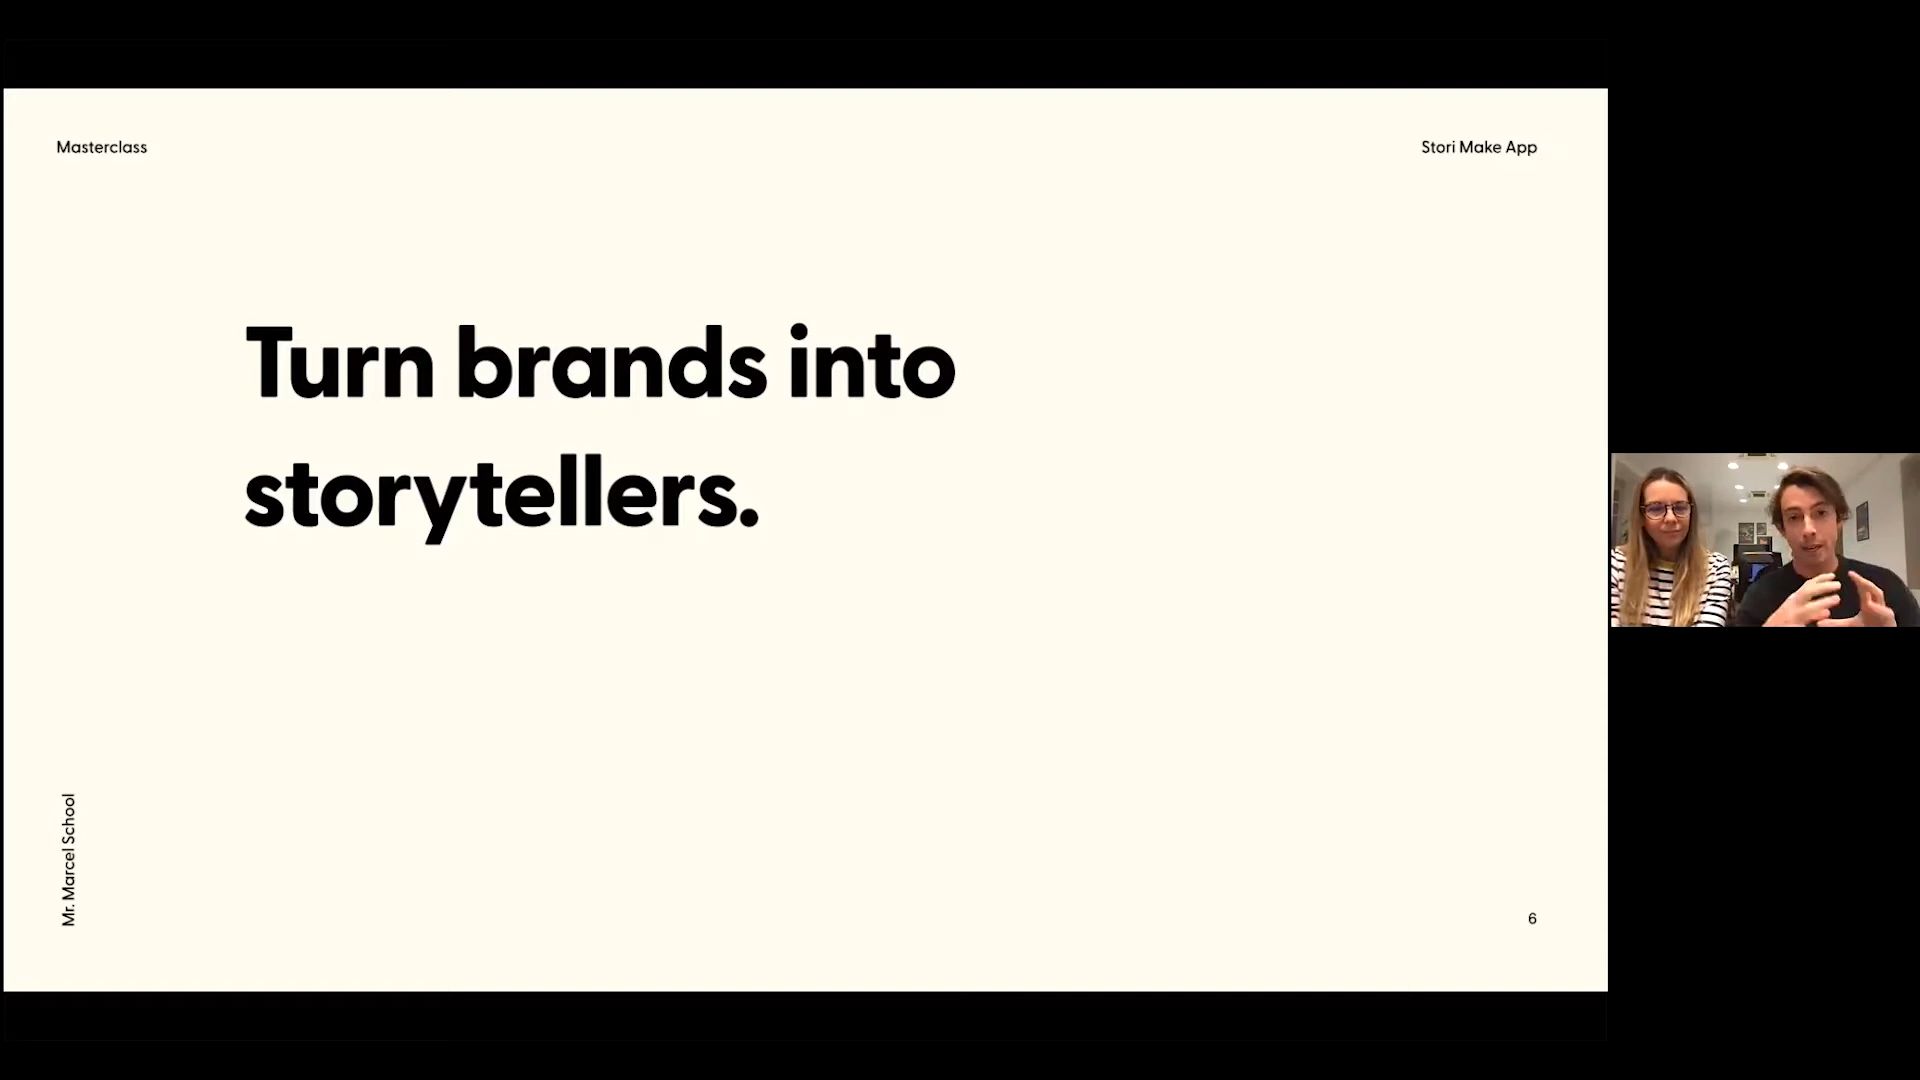 Masterclass
Stori Make App
Turn brands into
storytellers.
Mr. Marcel School
6